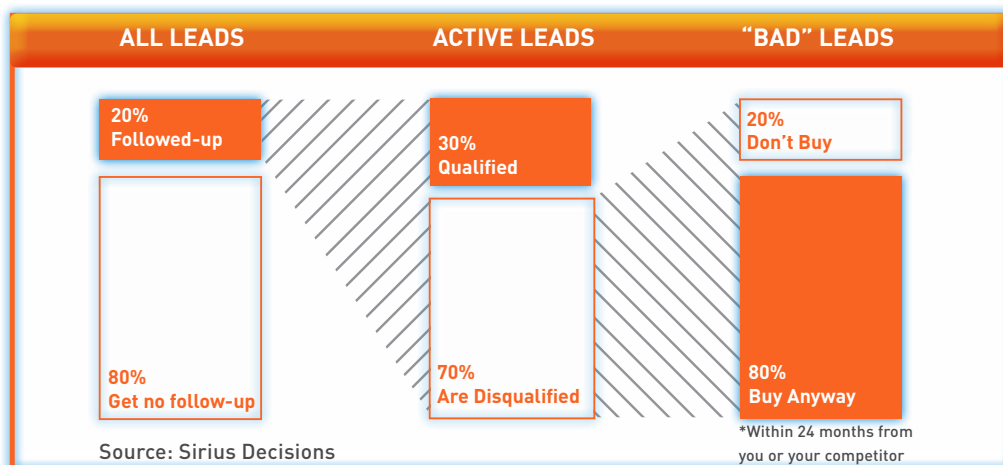 ALL LEADS
ACTIVE LEADS
“BAD” LEADS
20%
Followed-up
80%
Get no follow-up
30%
Qualified
70%
Are Disqualified
20%
Don’t Buy
80%
Buy Anyway
*Within 24 months from
you or your competitor
Source: Sirius Decisions